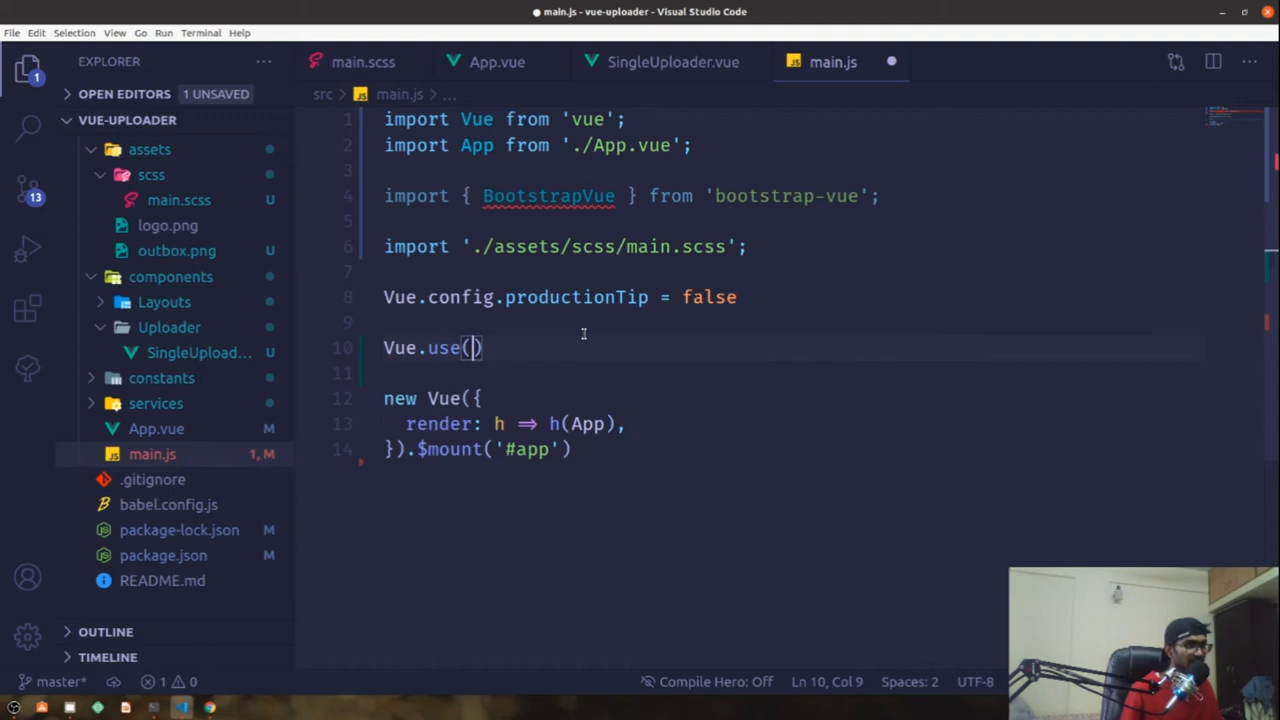 main.js - vue-uploader - Visual Studio Code
File Edit Selection View Go Run Terminal Help
EXPLORER
main.scss
App.vue
SingleUploader.vue
main.js
OPEN EDITORS 1 UNSAVED
src > main.js > ...
VUE-UPLOADER
assets
scss
main.scss U
logo.png
outbox.png U
components
Layouts
Uploader
SingleUpload... U
constants
services
App.vue M
main.js 1, M
.gitignore
babel.config.js
package-lock.json M
package.json M
README.md
OUTLINE
TIMELINE
1
13
1 import Vue from 'vue';
2 import App from './App.vue';
3
4 import { BootstrapVue } from 'bootstrap-vue';
5
6 import './assets/scss/main.scss';
7
8 Vue.config.productionTip = false
9
10 Vue.use()
11
12 new Vue({
13 render: h ⇒ h(App),
14 }).$mount('#app')
master* 1 0 Compile Hero: Off Ln 10, Col 9 Spaces: 2 UTF-8